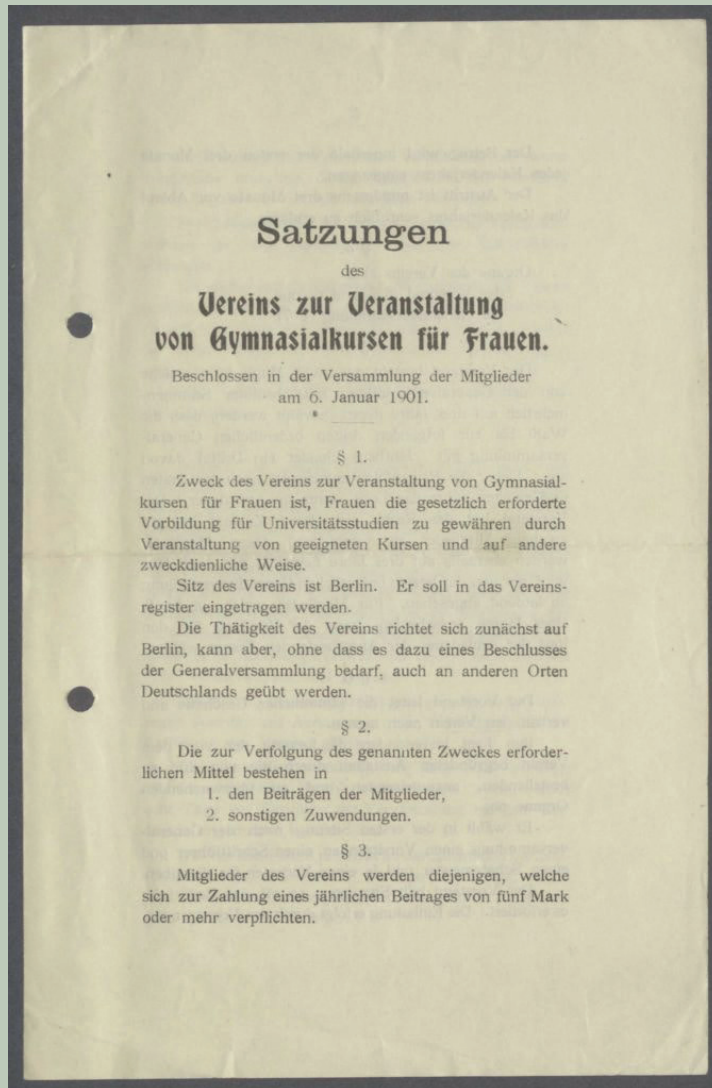 Satzungen
des
Vereins zur Veranstaltung
von Gymnasialkursen für Frauen.
Beschlossen in der Versammlung der Mitglieder
am 6. Januar 1901.
§ 1.
Zweck des Vereins zur Veranstaltung von Gymnasial-
kursen für Frauen ist, Frauen die gesetzlich erforderte
Vorbildung für Universitätsstudien zu gewähren durch
Veranstaltung von geeigneten Kursen und auf andere
zweckdienliche Weise.
Sitz des Vereins ist Berlin. Er soll in das Vereins-
register eingetragen werden.
Die Thätigkeit des Vereins richtet sich zunächst auf
Berlin, kann aber, ohne dass es dazu eines Beschlusses
der Generalversammlung bedarf, auch an anderen Orten
Deutschlands geübt werden.
§ 2.
Die zur Verfolgung des genannten Zweckes erforder-
lichen Mittel bestehen in
1. den Beiträgen der Mitglieder,
2. sonstigen Zuwendungen.
§ 3.
Mitglieder des Vereins werden diejenigen, welche
sich zur Zahlung eines jährlichen Beitrages von fünf Mark
oder mehr verpflichten.